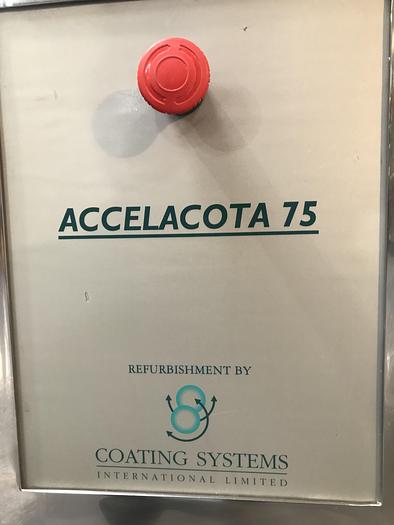 ACCELACOTA 75
REFURBISHMENT BY
COATING SYSTEMS
INTERNATIONAL LIMITED